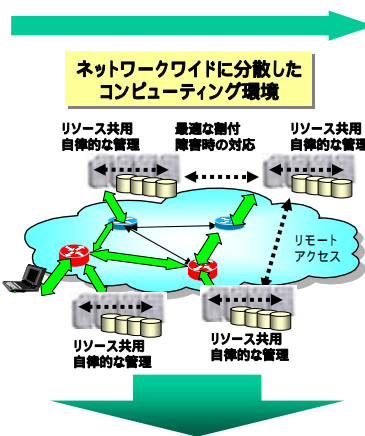 ネットワークワイドに分散した
コンピューティング環境
リソース共用
自律的な管理
最適な割付
障害時の対応
リソース共用
自律的な管理
リモート
アクセス
リソース共用
自律的な管理
リソース共用
自律的な管理